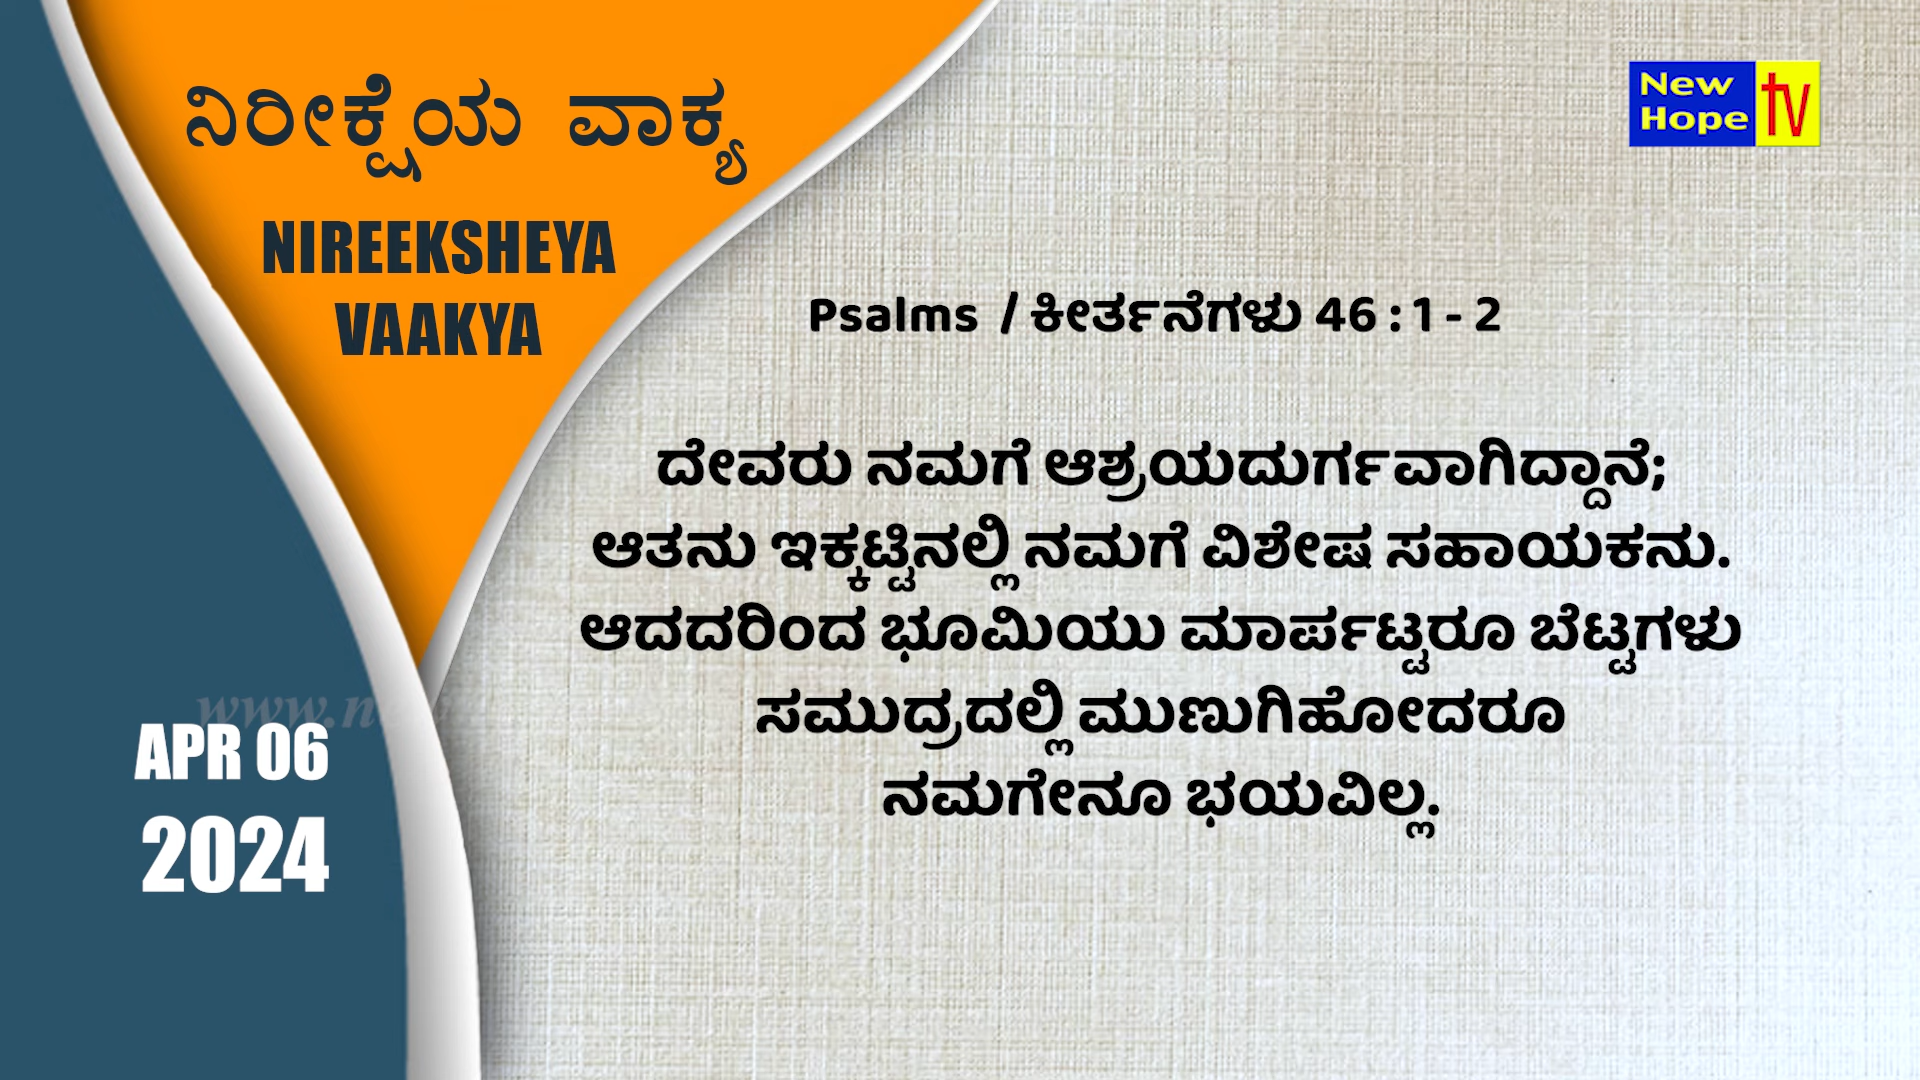 ನಿರೀಕ್ಷೆಯ ವಾಕ್ಯ
NIREEKSHEYA
VAAKYA
New
Hope
tv
Psalms / ಕೀರ್ತನೆಗಳು 46 : 1 - 2
ದೇವರು ನಮಗೆ ಆಶ್ರಯದುರ್ಗವಾಗಿದ್ದಾನೆ;
ಆತನು ಇಕ್ಕಟ್ಟಿನಲ್ಲಿ ನಮಗೆ ವಿಶೇಷ ಸಹಾಯಕನು.
ಆದದರಿಂದ ಭೂಮಿಯು ಮಾರ್ಪಟ್ಟರೂ ಬೆಟ್ಟಗಳು
ಸಮುದ್ರದಲ್ಲಿ ಮುಣುಗಿಹೋದರೂ
ನಮಗೇನೂ ಭಯವಿಲ್ಲ.
APR 06
2024